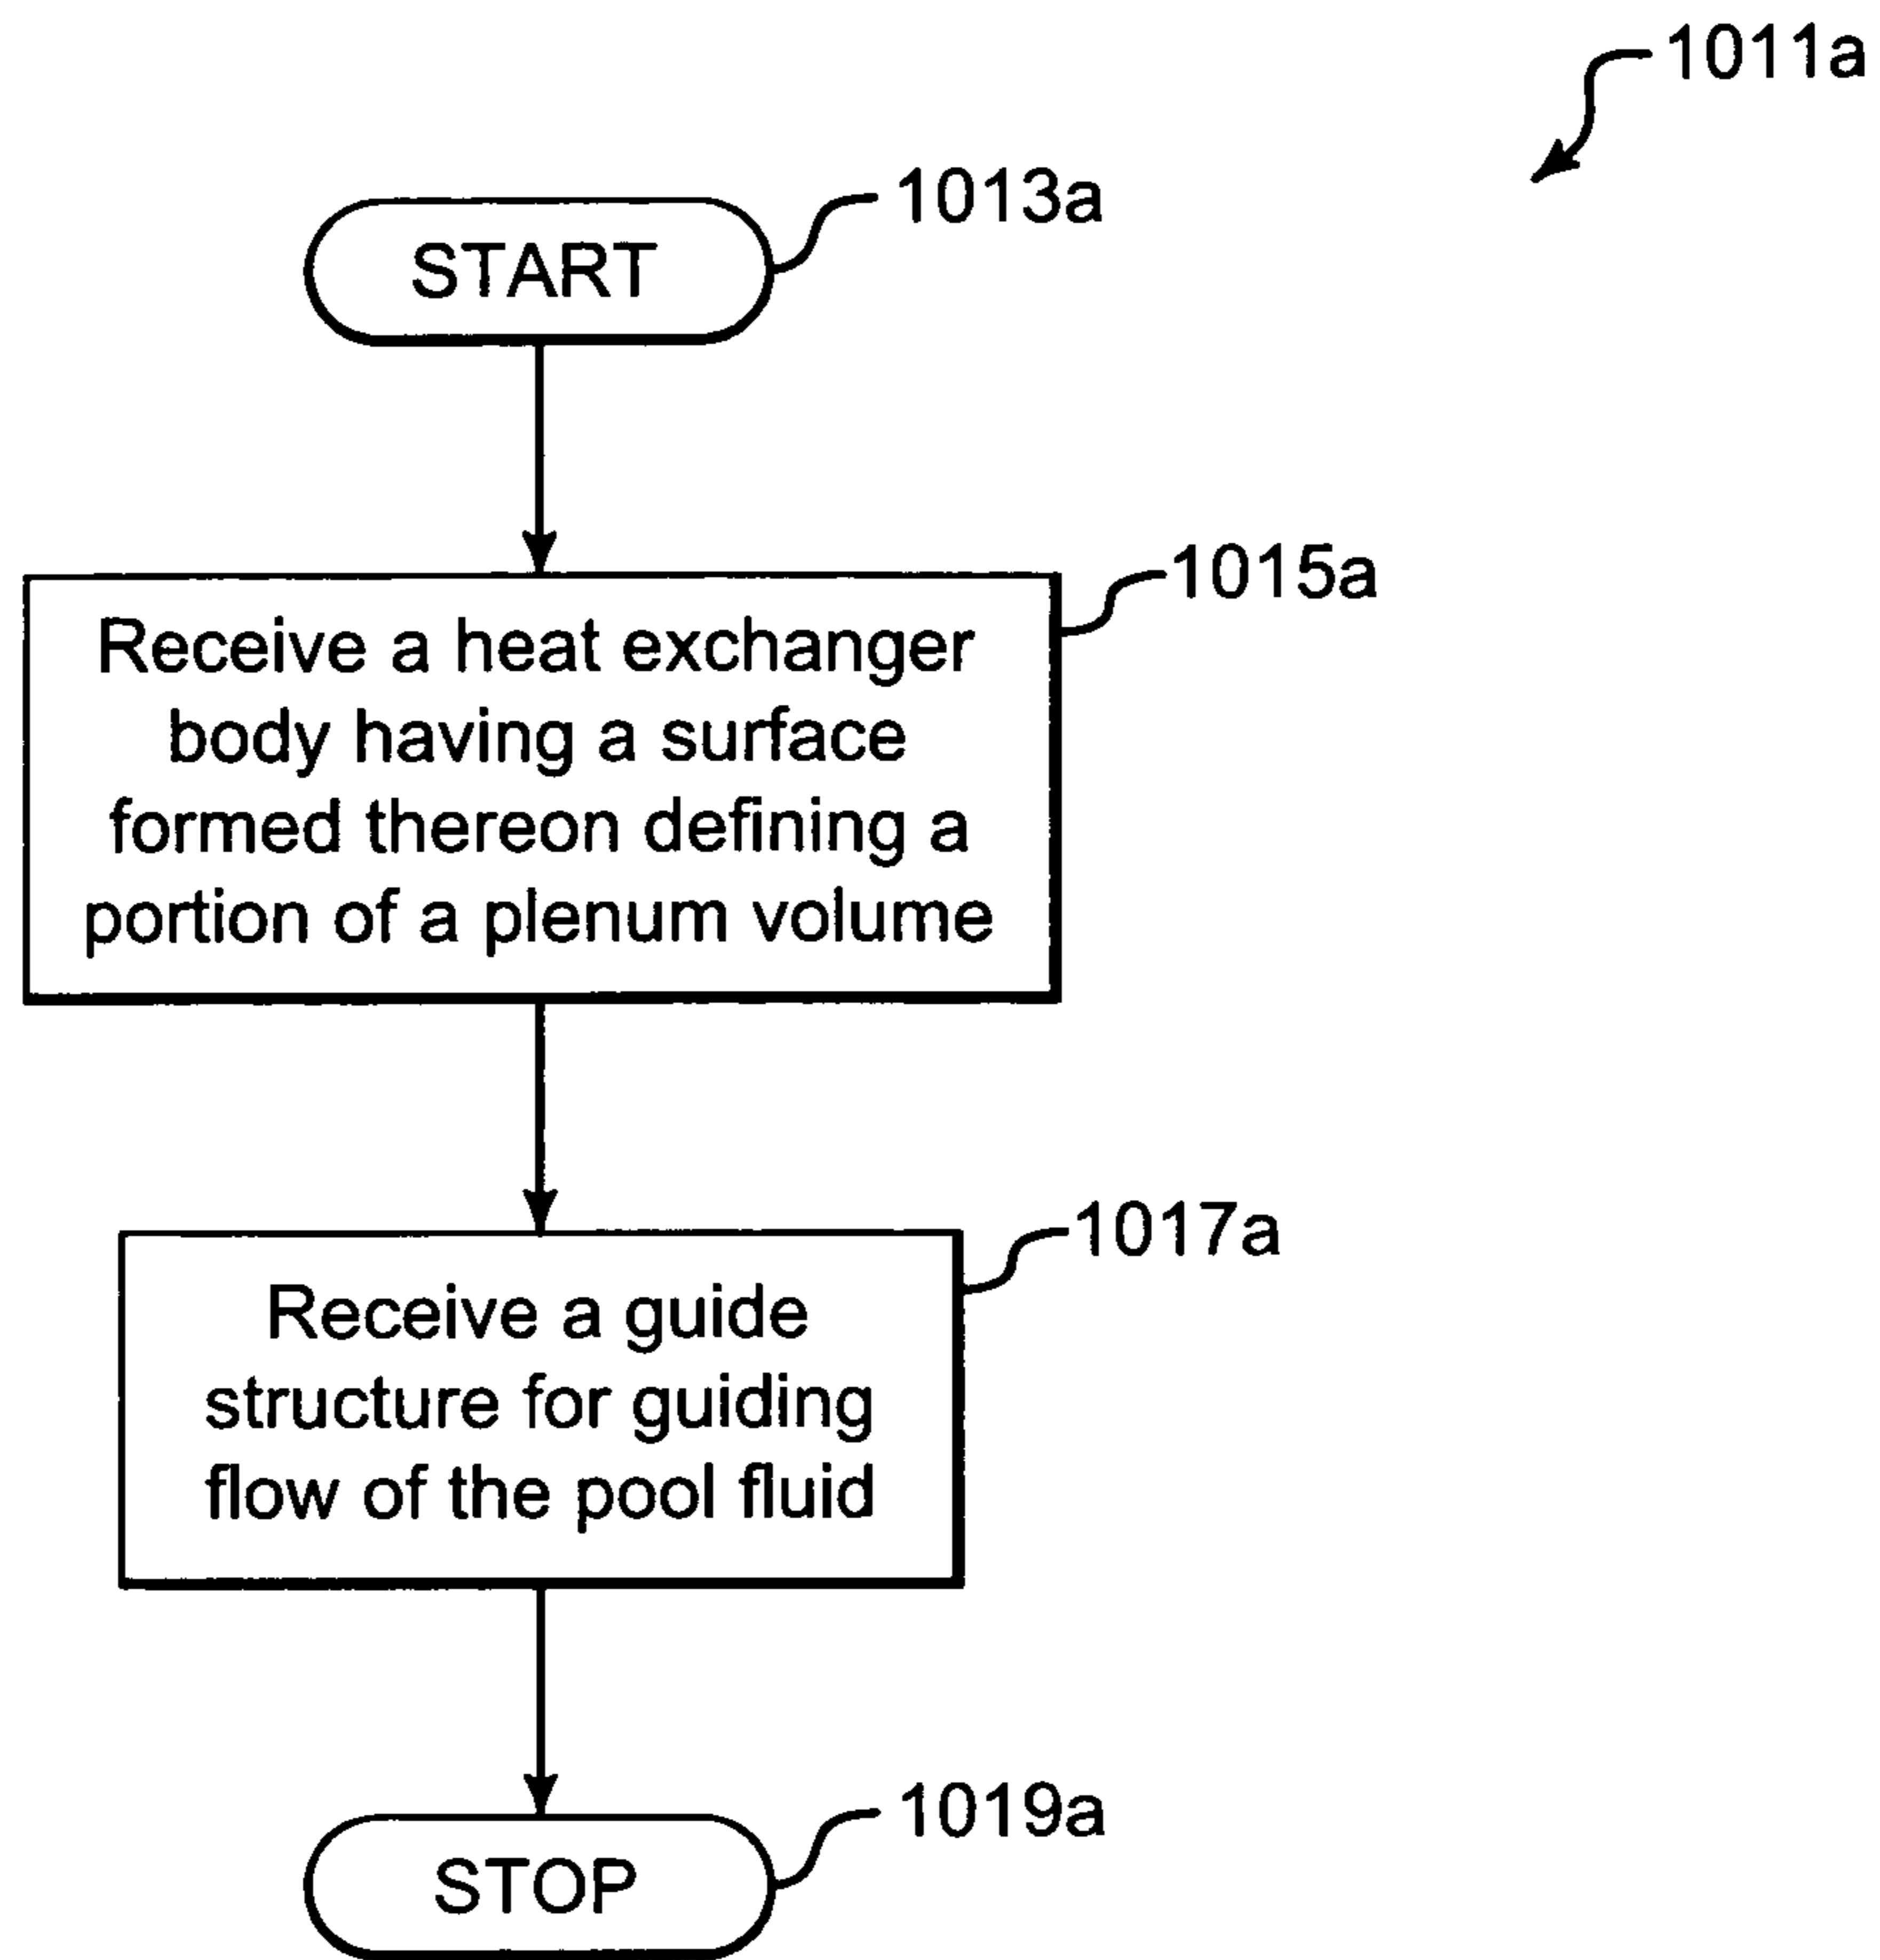 1011a
1013a
START
1015a
Receive a heat exchanger
body having a surface
formed thereon defining a
portion of a plenum volume
1017a
Receive a guide
structure for guiding
flow of the pool fluid
1019a
STOP